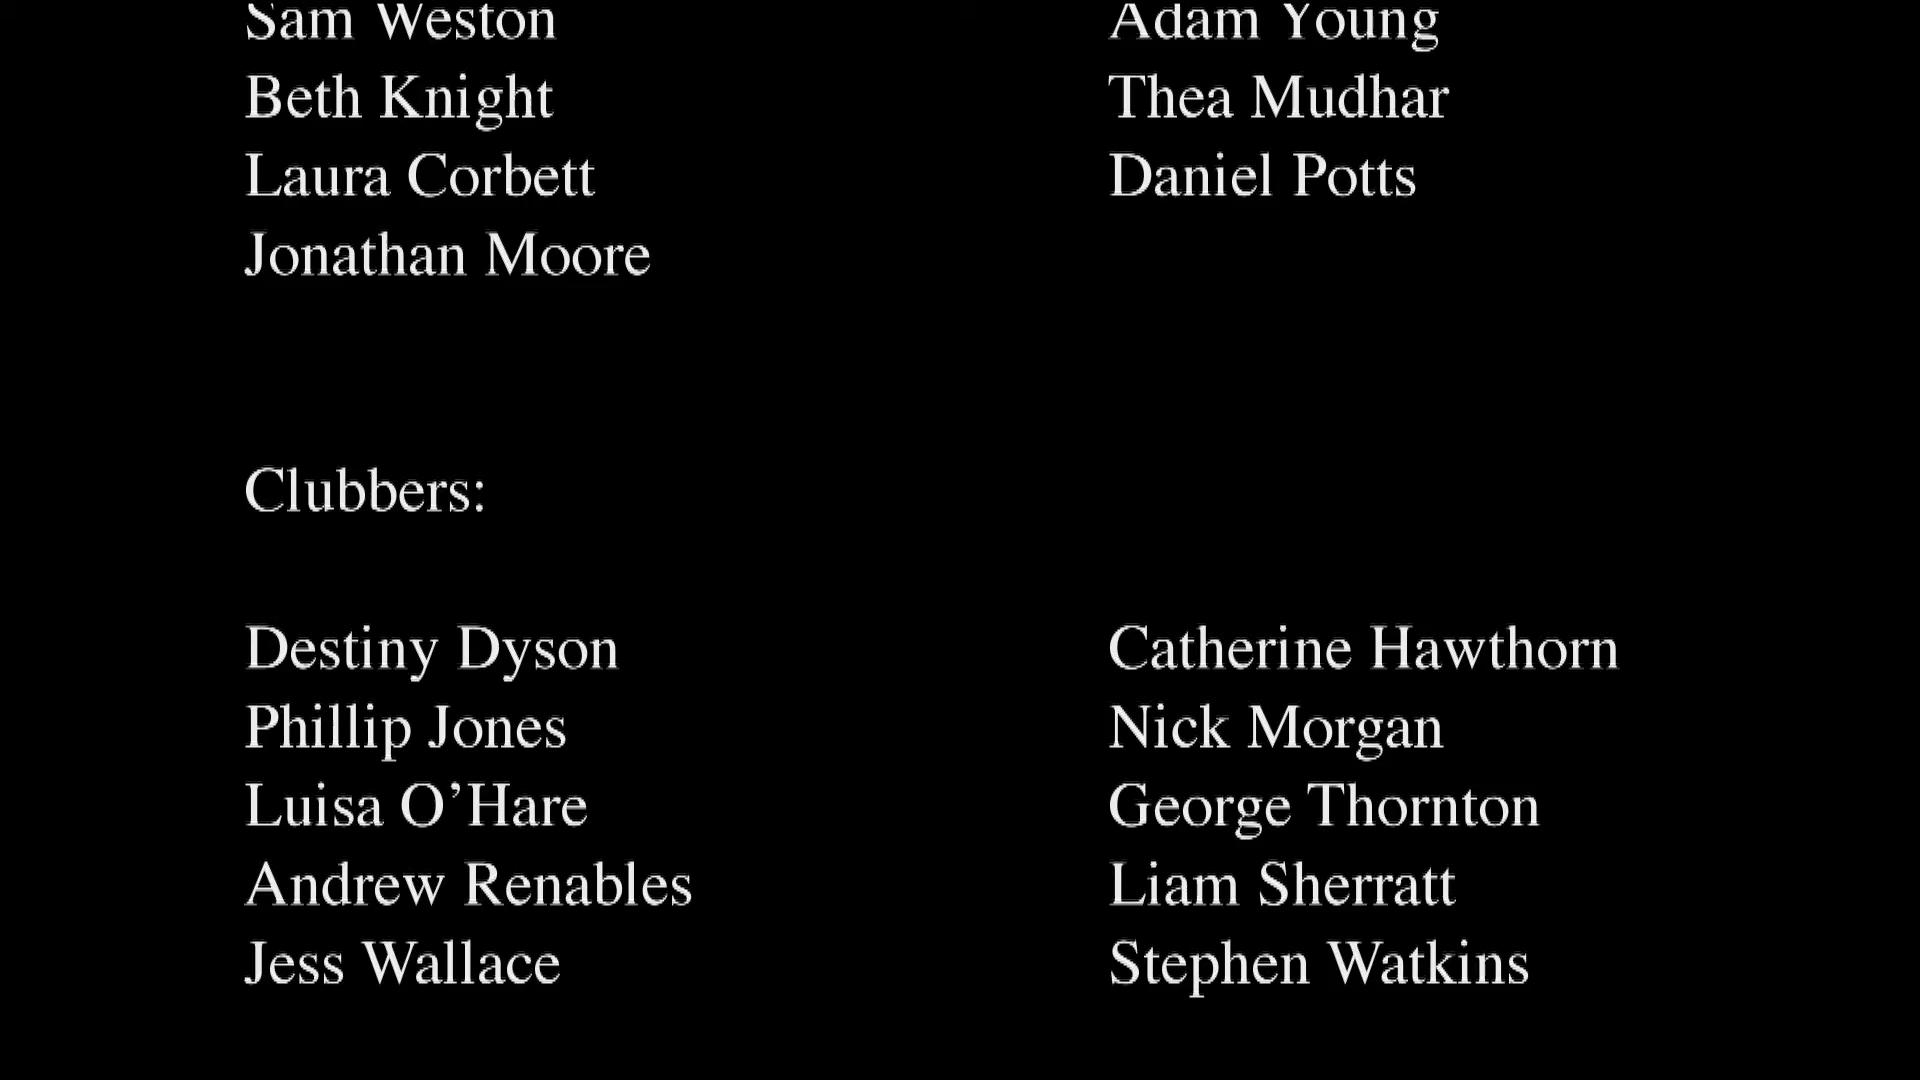 Sam Weston Adam Young
Beth Knight Thea Mudhar
Laura Corbett Daniel Potts
Jonathan Moore
Clubbers:
Destiny Dyson Catherine Hawthorn
Phillip Jones Nick Morgan
Luisa O’Hare George Thornton
Andrew Renables Liam Sherratt
Jess Wallace Stephen Watkins